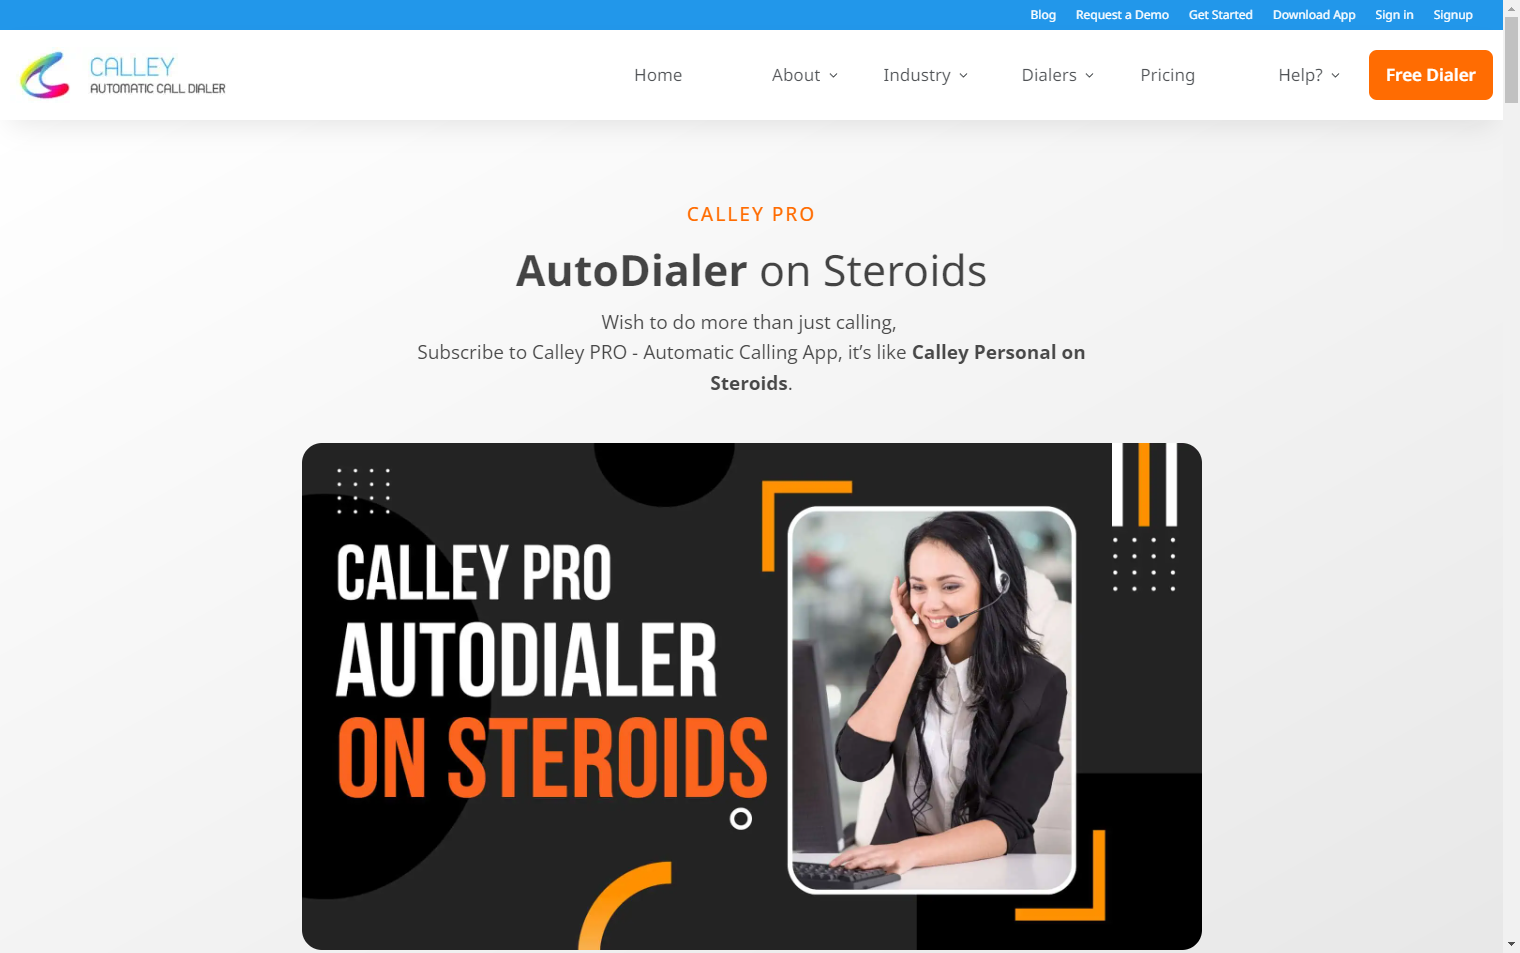 Blog Request a Demo Get Started Download App Sign in Signup
CALLEY
AUTOMATIC CALL DIALER
Home About Industry Dialers Pricing Help? Free Dialer
CALLEY PRO
AutoDialer on Steroids
Wish to do more than just calling,
Subscribe to Calley PRO - Automatic Calling App, it’s like Calley Personal on
Steroids.
CALLEY PRO
AUTODIALER
ON STEROIDS